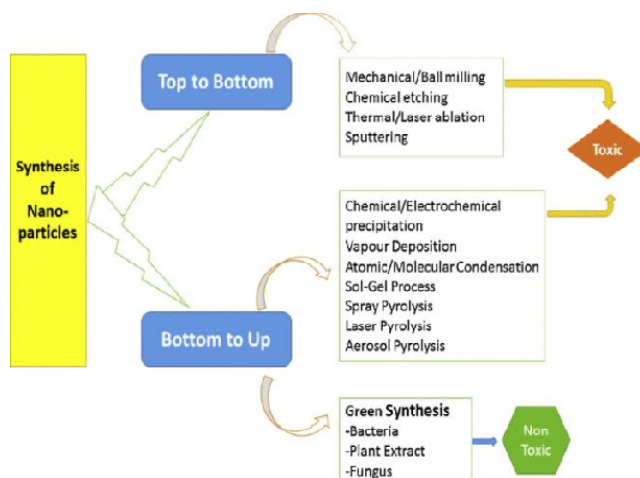 Synthesis
of
Nano-
particles
Top to Bottom
Mechanical/Ball milling
Chemical etching
Thermal/Laser ablation
Sputtering
Toxic
Chemical/Electrochemical
precipitation
Vapour Deposition
Atomic/Molecular Condensation
Sol-Gel Process
Spray Pyrolysis
Laser Pyrolysis
Aerosol Pyrolysis
Bottom to Up
Green Synthesis
-Bacteria
-Plant Extract
-Fungus
Non
Toxic